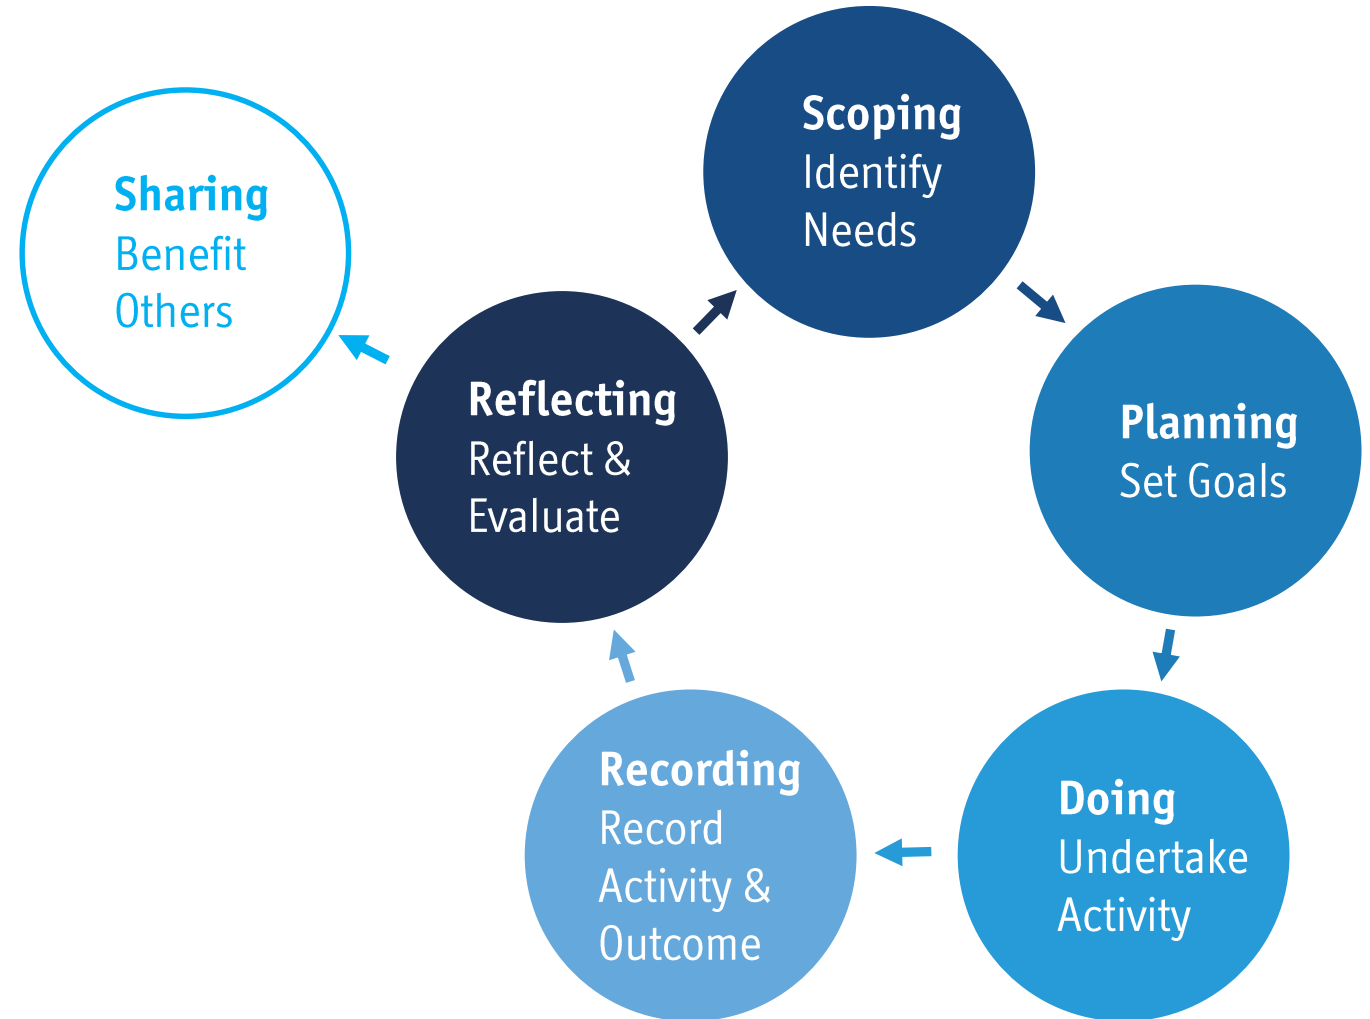 Scoping
Identify
Needs
Planning
Set Goals
Doing
Undertake
Activity
Recording
Record
Activity &
Outcome
Reflecting
Reflect &
Evaluate
Sharing
Benefit
Others